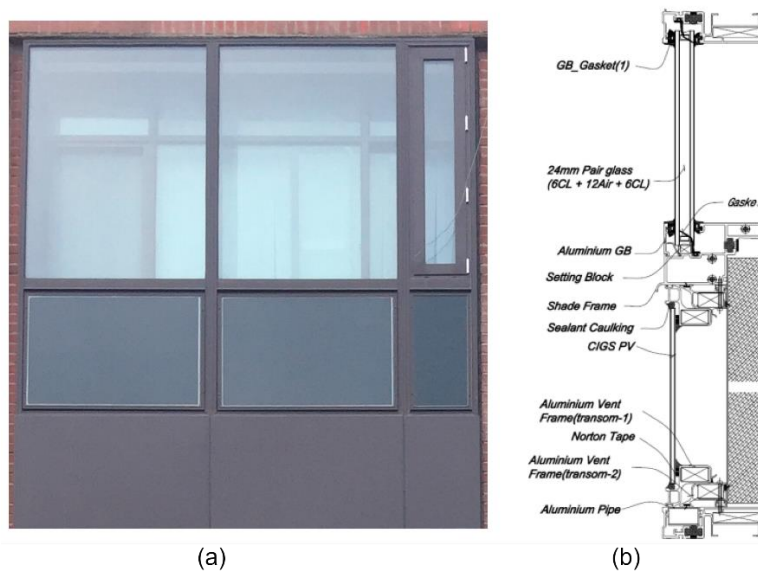 GB_Gasket(1)
24mm Pair glass
(6CL + 12Air + 6CL)
Aluminium GB
Setting Block
Shade Frame
Sealant Caulking
CIGS PV
Aluminium Vent
Frame(transom-1)
Norton Tape
Aluminium Vent
Frame(transom-2)
Aluminium Pipe
(a)
(b)